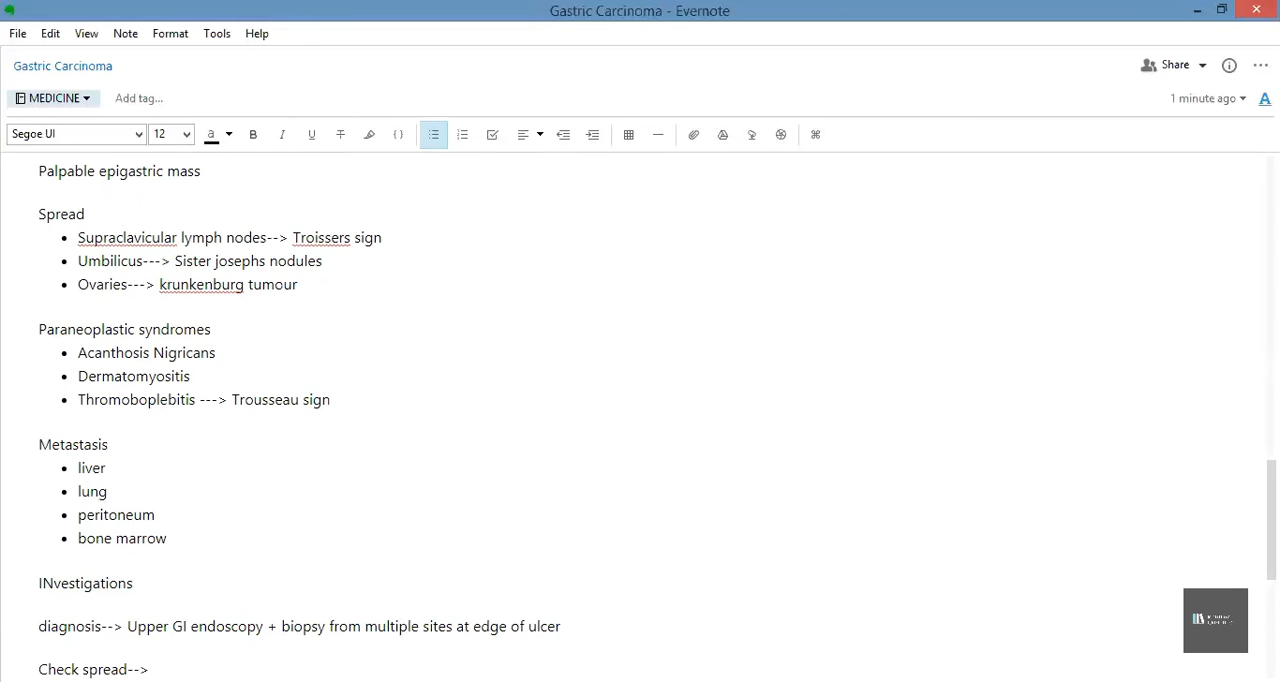 Gastric Carcinoma - Evernote
File Edit View Note Format Tools Help
Gastric Carcinoma
Share
MEDICINE
Add tag...
1 minute ago
A
Segoe UI
12
a B I U T { }
Palpable epigastric mass
Spread
• Supraclavicular lymph nodes--> Troissers sign
• Umbilicus---> Sister josephs nodules
• Ovaries---> krunkenburg tumour
Paraneoplastic syndromes
• Acanthosis Nigricans
• Dermatomyositis
• Thromoboplebitis ---> Trousseau sign
Metastasis
• liver
• lung
• peritoneum
• bone marrow
INvestigations
diagnosis--> Upper GI endoscopy + biopsy from multiple sites at edge of ulcer
Check spread-->